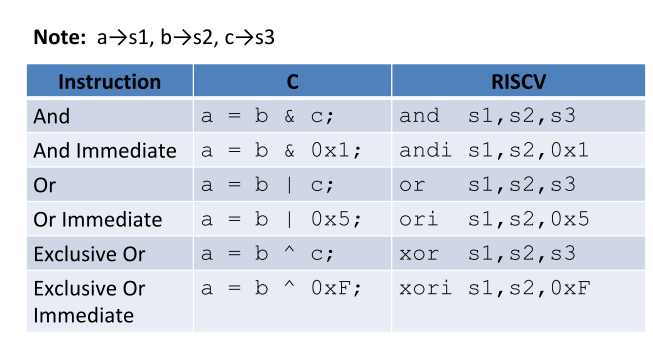 Note: a→s1, b→s2, c→s3
Instruction C RISCV
And a = b & c; and s1,s2,s3
And Immediate a = b & 0x1; andi s1,s2,0x1
Or a = b | c; or s1,s2,s3
Or Immediate a = b | 0x5; ori s1,s2,0x5
Exclusive Or a = b ^ c; xor s1,s2,s3
Exclusive Or a = b ^ 0xF; xori s1,s2,0xF
Immediate